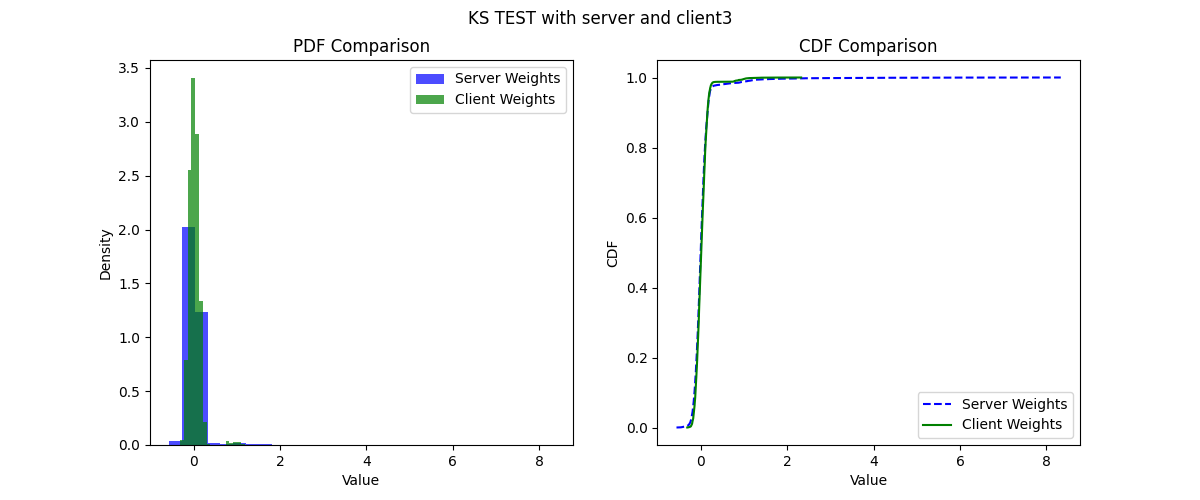 KS TEST with server and client3
PDF Comparison
3.5
3.0
2.5
2.0
1.5
1.0
0.5
0.0
Density
0 2 4 6 8
Value
Server Weights
Client Weights
CDF Comparison
1.0
0.8
0.6
0.4
0.2
0.0
CDF
0 2 4 6 8
Value
Server Weights
Client Weights